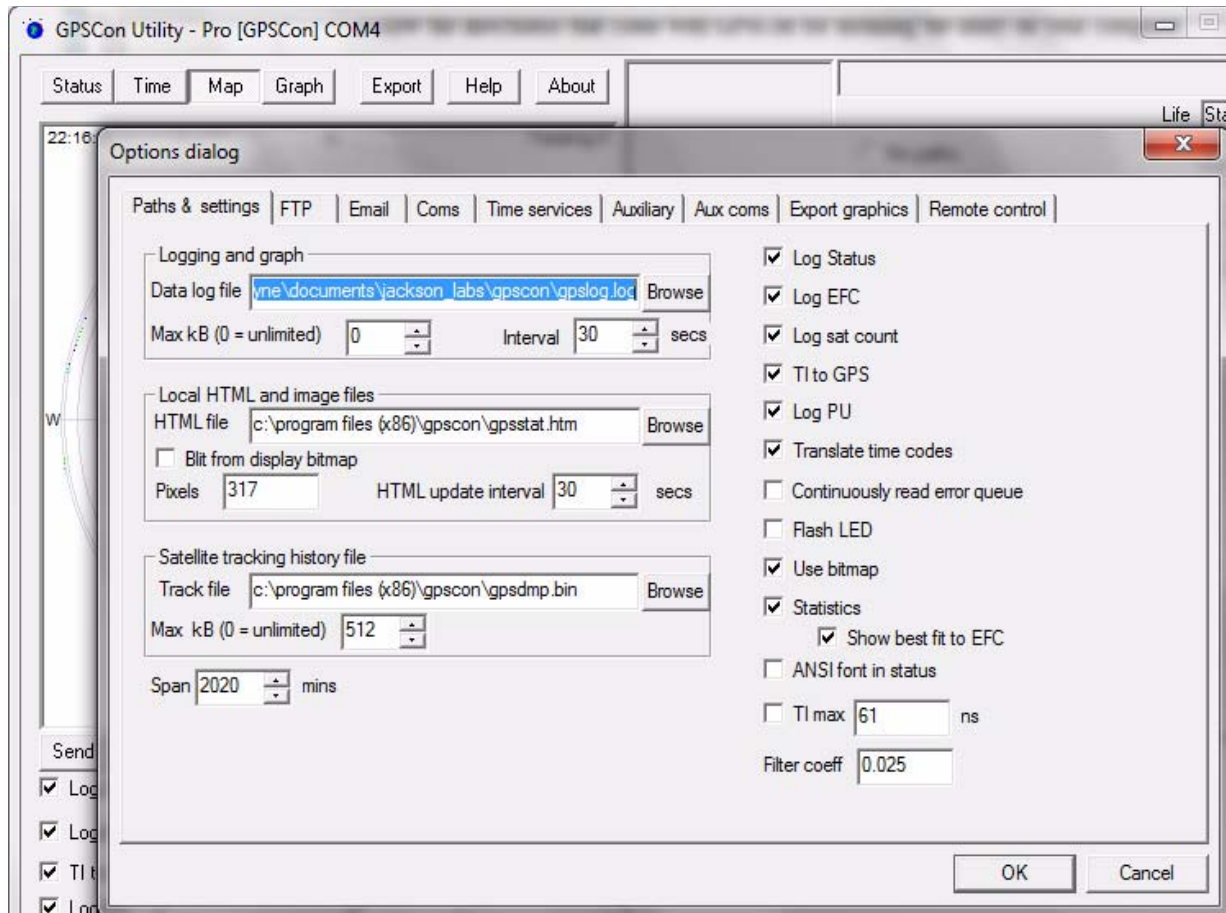 GPSCon Utility - Pro [GPSCon] COM4
Status Time Map Graph Export Help About
Life Sta
22:16:
Options dialog
Paths & settings FTP Email Coms Time services Auxiliary Aux coms Export graphics Remote control
Logging and graph
Data log file yne\documents\jackson_labs\gpscon\gpslog.log Browse
Max kB (0 = unlimited) 0 Interval 30 secs
Local HTML and image files
HTML file c:\program files (x86)\gpscon\gpsstat.htm Browse
Blit from display bitmap
Pixels 317 HTML update interval 30 secs
Satellite tracking history file
Track file c:\program files (x86)\gpscon\gpsdmp.bin Browse
Max kB (0 = unlimited) 512
Span 2020 mins
Log Status
Log EFC
Log sat count
TI to GPS
Log PU
Translate time codes
Continuously read error queue
Flash LED
Use bitmap
Statistics
Show best fit to EFC
ANSI font in status
TI max 61 ns
Filter coeff 0.025
OK Cancel
W
Send
Log
Log
TI t
Log